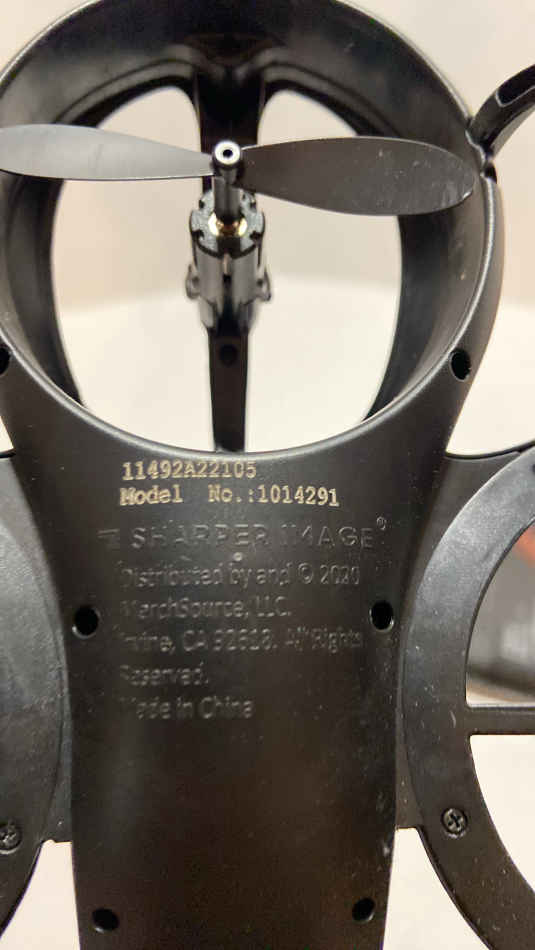 11492A22105
Model No.:1014291
SHARPER IMAGE®
Distributed by and © 2020
MerchSource, LLC.
Irvine, CA 92618. All Rights
Reserved.
Made in China